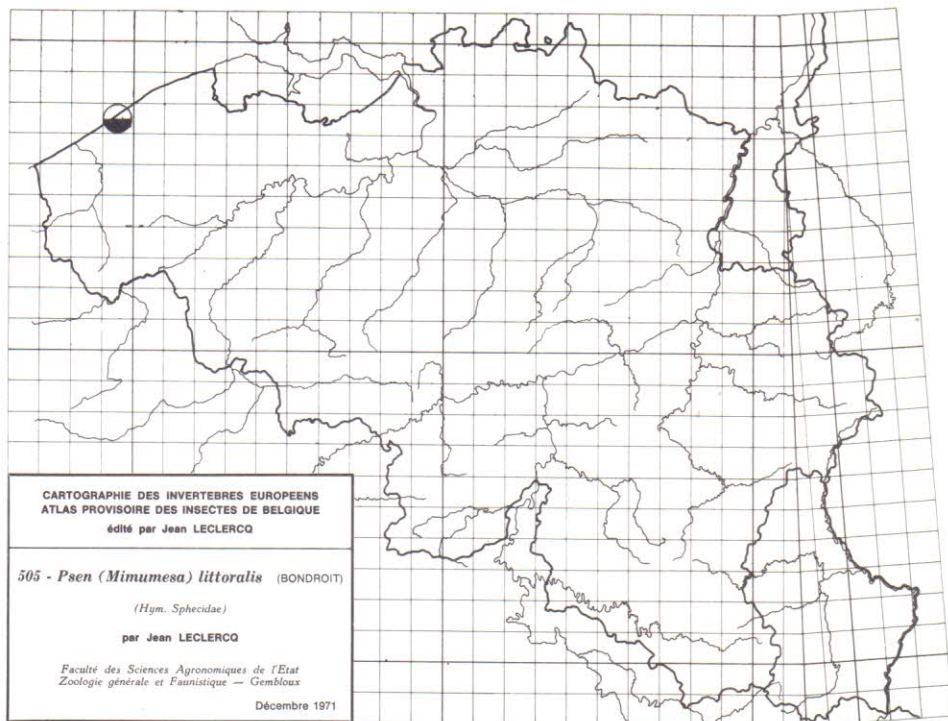 CARTOGRAPHIE DES INVERTEBRES EUROPEENS
ATLAS PROVISOIRE DES INSECTES DE BELGIQUE
édité par Jean LECLERCQ
505 - Psen (Mimumesa) littoralis (BONDROIT)
(Hym. Sphecidae)
par Jean LECLERCQ
Faculté des Sciences Agronomiques de l'Etat
Zoologie générale et Faunistique — Gembloux
Décembre 1971